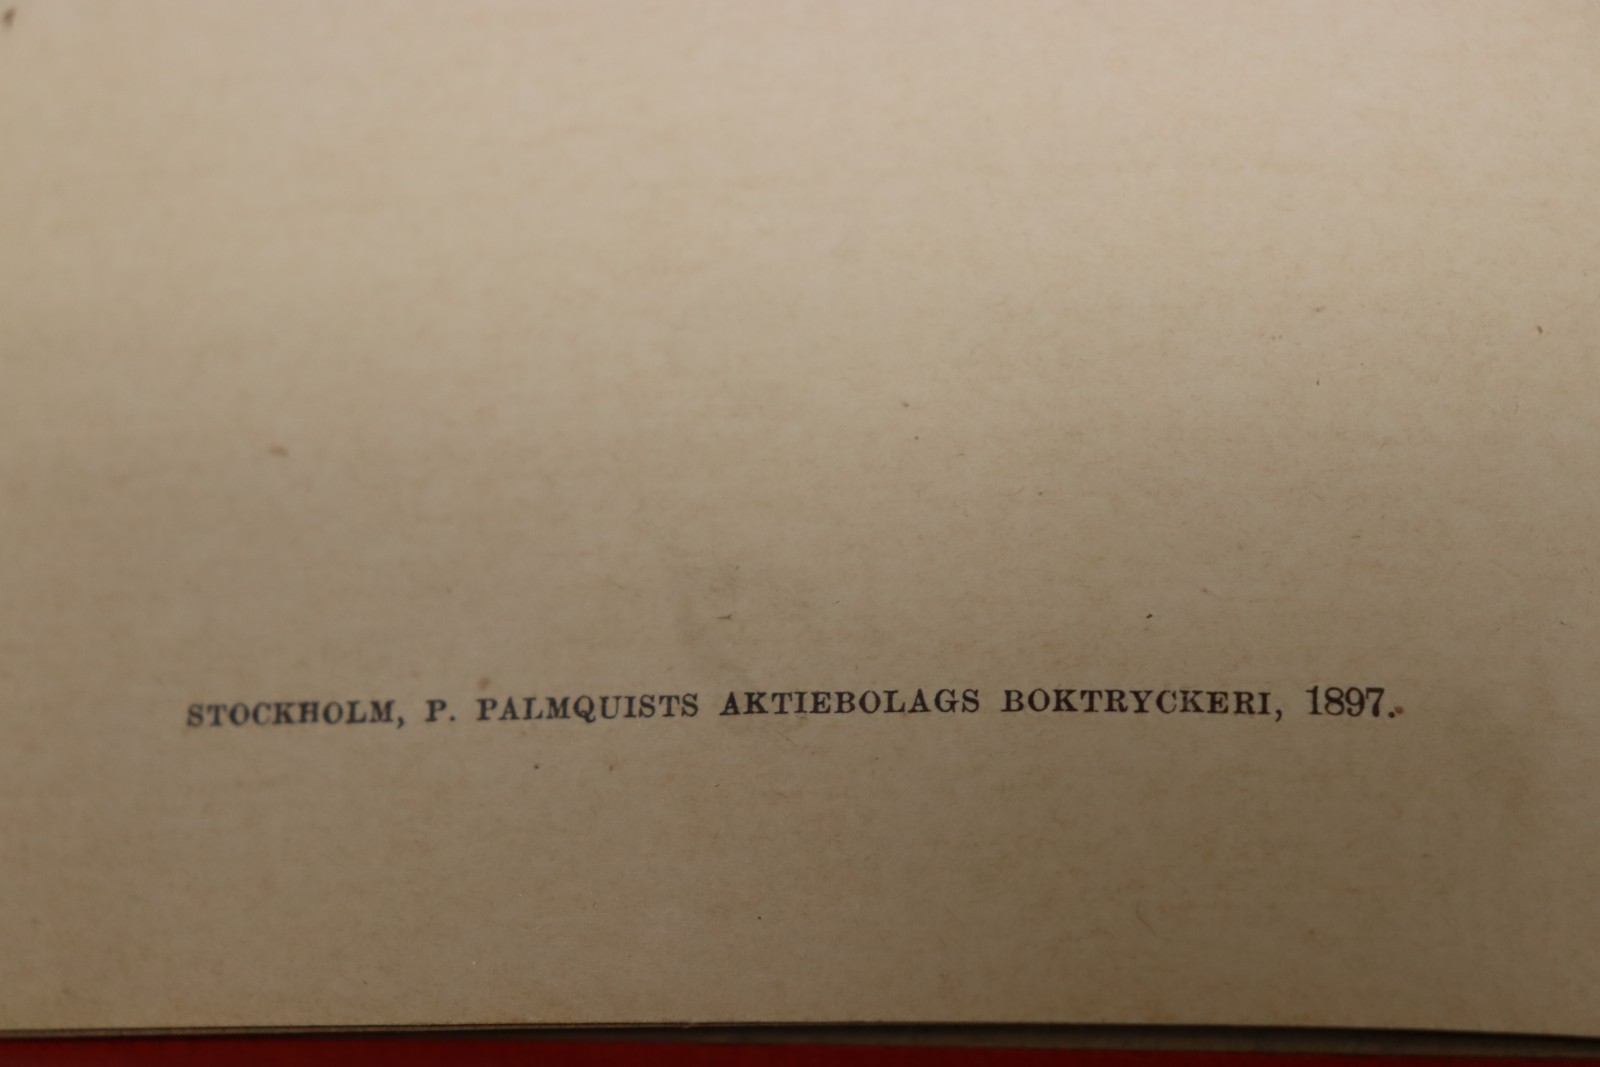 STOCKHOLM, P. PALMQUISTS AKTIEBOLAGS BOKTRYCKERI, 1897.